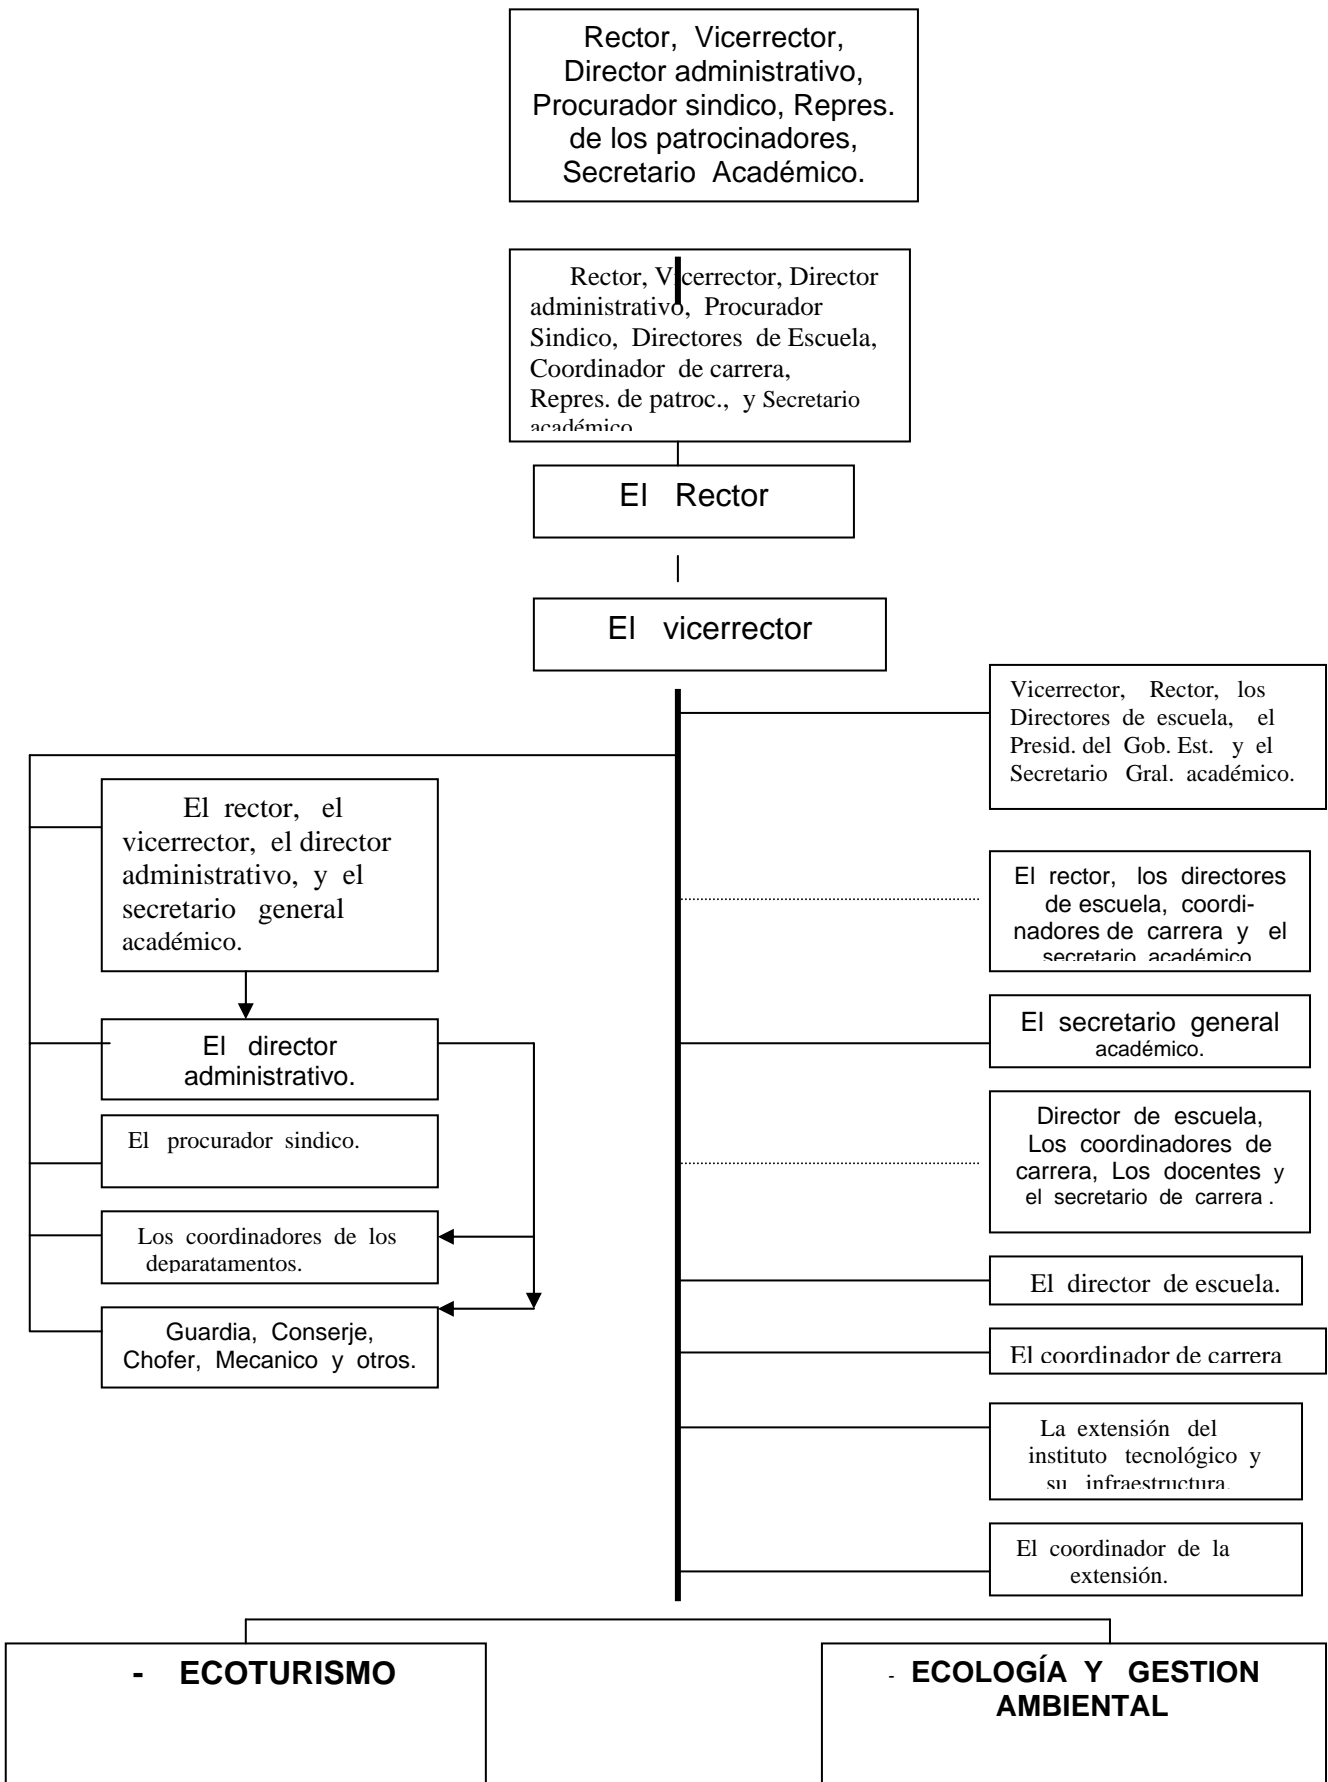 Rector, Vicerrector,
Director administrativo,
Procurador sindico, Repres.
de los patrocinadores,
Secretario Académico.
Rector, Vicerrector, Director
administrativo, Procurador
Sindico, Directores de Escuela,
Coordinador de carrera,
Repres. de patroc., y Secretario
académico
El Rector
El vicerrector
Vicerrector, Rector, los
Directores de escuela, el
Presid. del Gob. Est. y el
Secretario Gral. académico.
El rector, el
vicerrector, el director
administrativo, y el
secretario general
académico.
El rector, los directores
de escuela, coordi-
nadores de carrera y el
secretario académico
El director
administrativo.
El secretario general
académico.
El procurador sindico.
Director de escuela,
Los coordinadores de
carrera, Los docentes y
el secretario de carrera .
Los coordinadores de los
deparatamentos.
El director de escuela.
Guardia, Conserje,
Chofer, Mecanico y otros.
El coordinador de carrera
La extensión del
instituto tecnológico y
su infraestructura.
El coordinador de la
extensión.
- ECOTURISMO
- ECOLOGÍA Y GESTION
AMBIENTAL